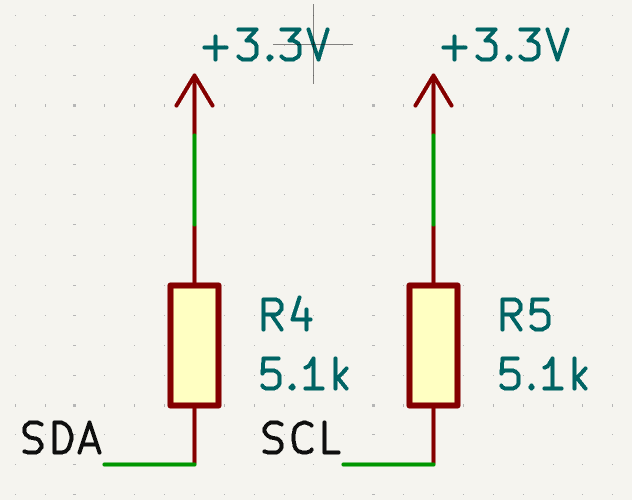 +3.3V
+3.3V
R4
5.1k
R5
5.1k
SDA
SCL